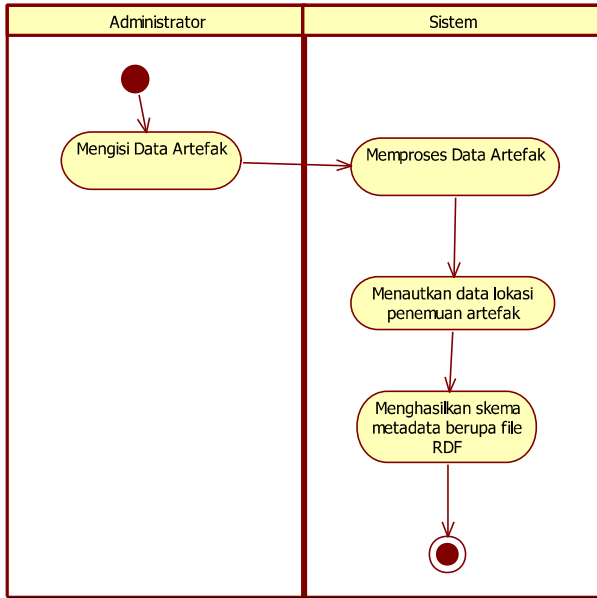 Administrator
Sistem
Mengisi Data Artefak
Memproses Data Artefak
Menautkan data lokasi
penemuan artefak
Menghasilkan skema
metadata berupa file
RDF